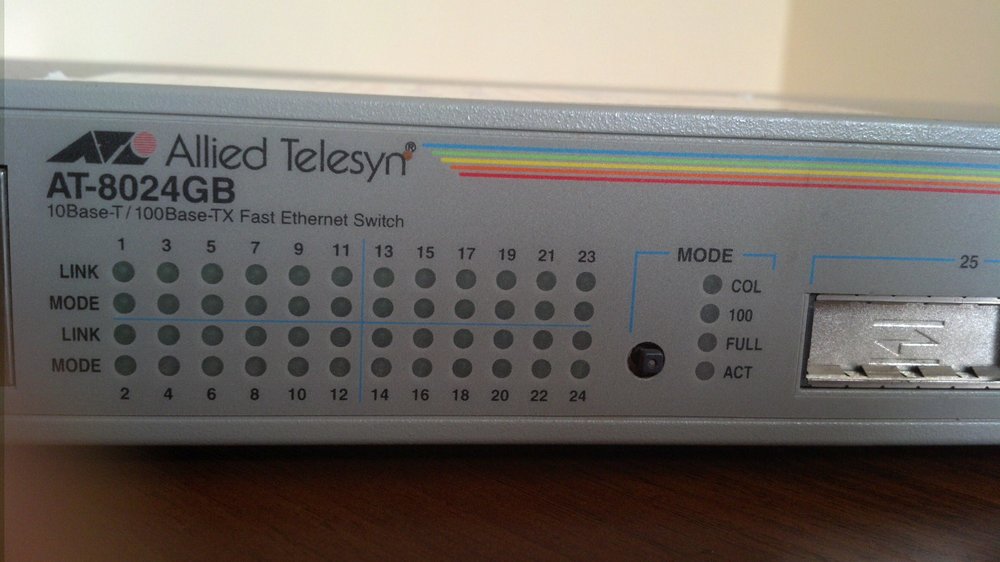 Allied Telesyn®
AT-8024GB
10Base-T/100Base-TX Fast Ethernet Switch
1 3 5 7 9 11 13 15 17 19 21 23
LINK
MODE
LINK
MODE
2 4 6 8 10 12 14 16 18 20 22 24
MODE
COL
100
FULL
ACT
25